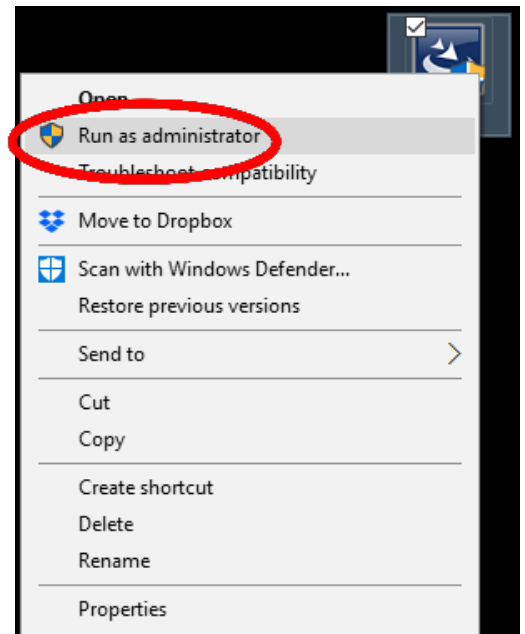 Open
Run as administrator
Troubleshoot compatibility
Move to Dropbox
Scan with Windows Defender...
Restore previous versions
Send to
Cut
Copy
Create shortcut
Delete
Rename
Properties